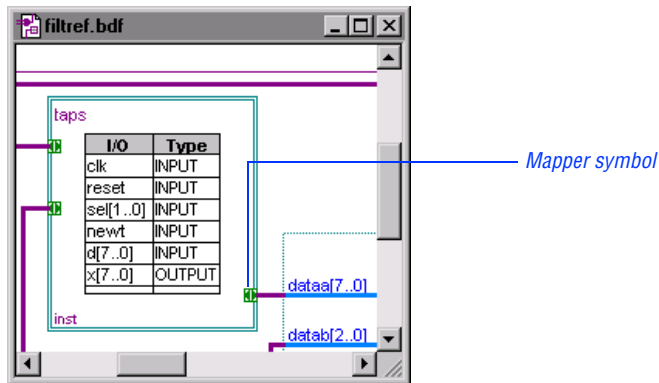 filtref.bdf
taps
I/O Type
clk INPUT
reset INPUT
sel[1..0] INPUT
newt INPUT
d[7..0] INPUT
x[7..0] OUTPUT
inst
Mapper symbol
dataa[7..0]
datab[2..0]